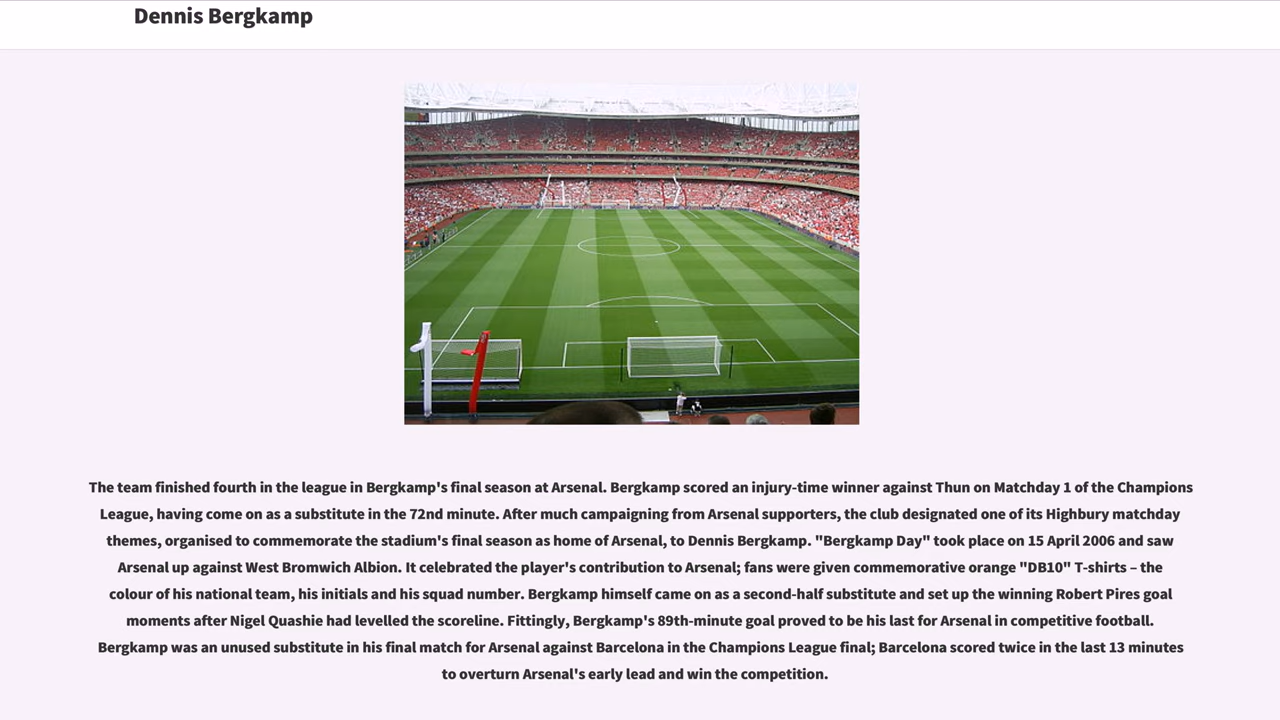 Dennis Bergkamp
The team finished fourth in the league in Bergkamp's final season at Arsenal. Bergkamp scored an injury-time winner against Thun on Matchday 1 of the Champions
League, having come on as a substitute in the 72nd minute. After much campaigning from Arsenal supporters, the club designated one of its Highbury matchday
themes, organised to commemorate the stadium's final season as home of Arsenal, to Dennis Bergkamp. "Bergkamp Day" took place on 15 April 2006 and saw
Arsenal up against West Bromwich Albion. It celebrated the player's contribution to Arsenal; fans were given commemorative orange "DB10" T-shirts – the
colour of his national team, his initials and his squad number. Bergkamp himself came on as a second-half substitute and set up the winning Robert Pires goal
moments after Nigel Quashie had levelled the scoreline. Fittingly, Bergkamp's 89th-minute goal proved to be his last for Arsenal in competitive football.
Bergkamp was an unused substitute in his final match for Arsenal against Barcelona in the Champions League final; Barcelona scored twice in the last 13 minutes
to overturn Arsenal's early lead and win the competition.